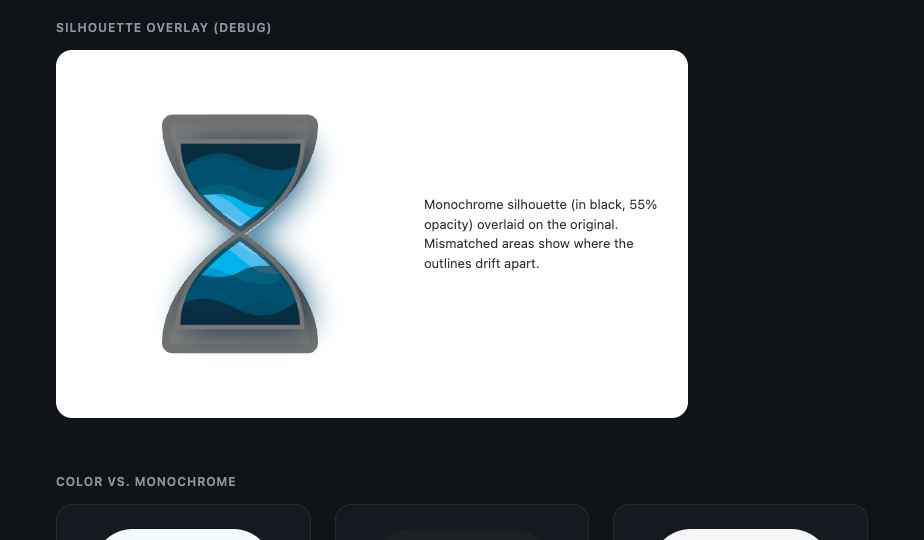 SILHOUETTE OVERLAY (DEBUG)
Monochrome silhouette (in black, 55%
opacity) overlaid on the original.
Mismatched areas show where the
outlines drift apart.
COLOR VS. MONOCHROME